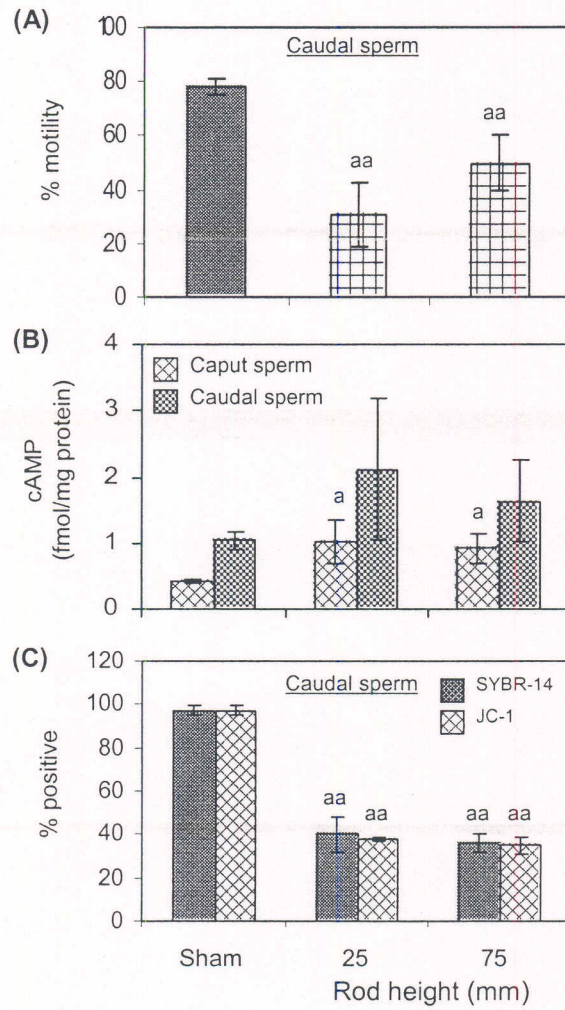 (A)
100
80
60
40
20
0
% motility
Caudal sperm
aa
aa
(B)
4
3
2
1
0
cAMP
(fmol/mg protein)
Caput sperm
Caudal sperm
a
a
(C)
120
100
80
60
40
20
0
% positive
Caudal sperm
SYBR-14
JC-1
aa
aa
aa
aa
Sham
25
75
Rod height (mm)